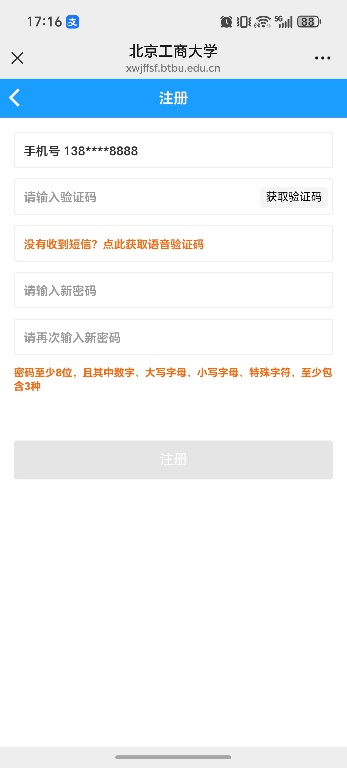 17:16 支 5G 88
北京工商大学
xwjffsf.btbu.edu.cn
注册
手机号 138****8888
请输入验证码 获取验证码
没有收到短信？点此获取语音验证码
请输入新密码
请再次输入新密码
密码至少8位，且其中数字、大写字母、小写字母、特殊字符，至少包
含3种
注册